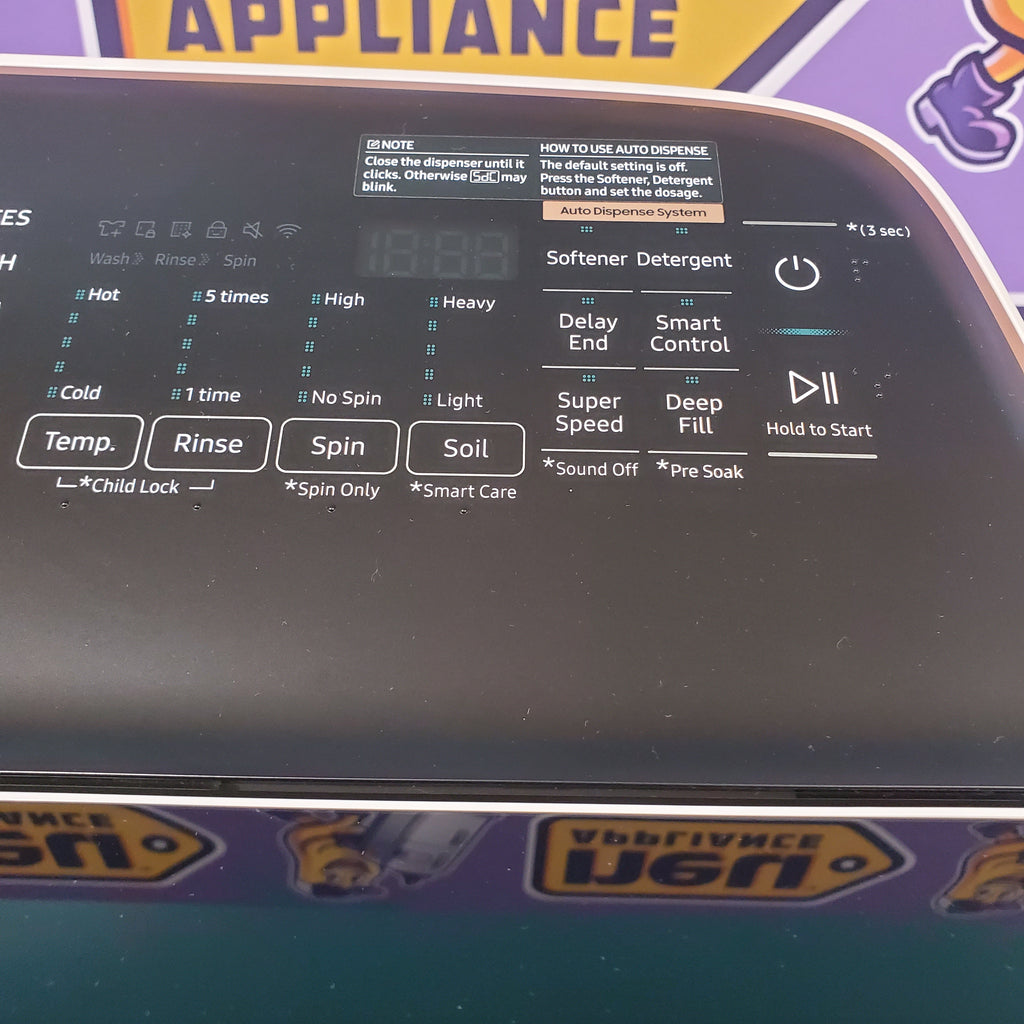 APPLIANCE
NOTE
Close the dispenser until it
clicks. Otherwise 5dC may
blink.
HOW TO USE AUTO DISPENSE
The default setting is off.
Press the Softener, Detergent
button and set the dosage.
Auto Dispense System
*(3 sec)
Wash Rinse Spin
18:88
Softener Detergent
Hot 5 times High Heavy
Delay
End
Smart
Control
Cold 1 time No Spin Light
Super
Speed
Deep
Fill
Hold to Start
Temp. Rinse Spin Soil
*Sound Off *Pre Soak
*Child Lock *Spin Only *Smart Care
APPLIANCE